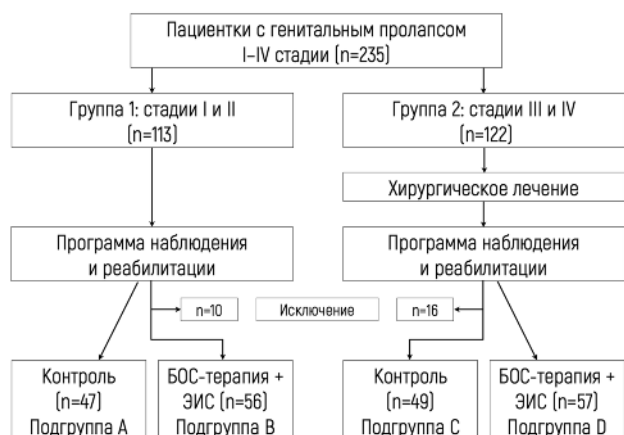 Пациентки с генитальным пролапсом
I–IV стадии (n=235)
Группа 1: стадии I и II
(n=113)
Группа 2: стадии III и IV
(n=122)
Хирургическое лечение
Программа наблюдения
и реабилитации
Программа наблюдения
и реабилитации
n=10
Исключение
n=16
Контроль
(n=47)
Подгруппа A
БОС-терапия +
ЭИС (n=56)
Подгруппа B
Контроль
(n=49)
Подгруппа C
БОС-терапия +
ЭИС (n=57)
Подгруппа D